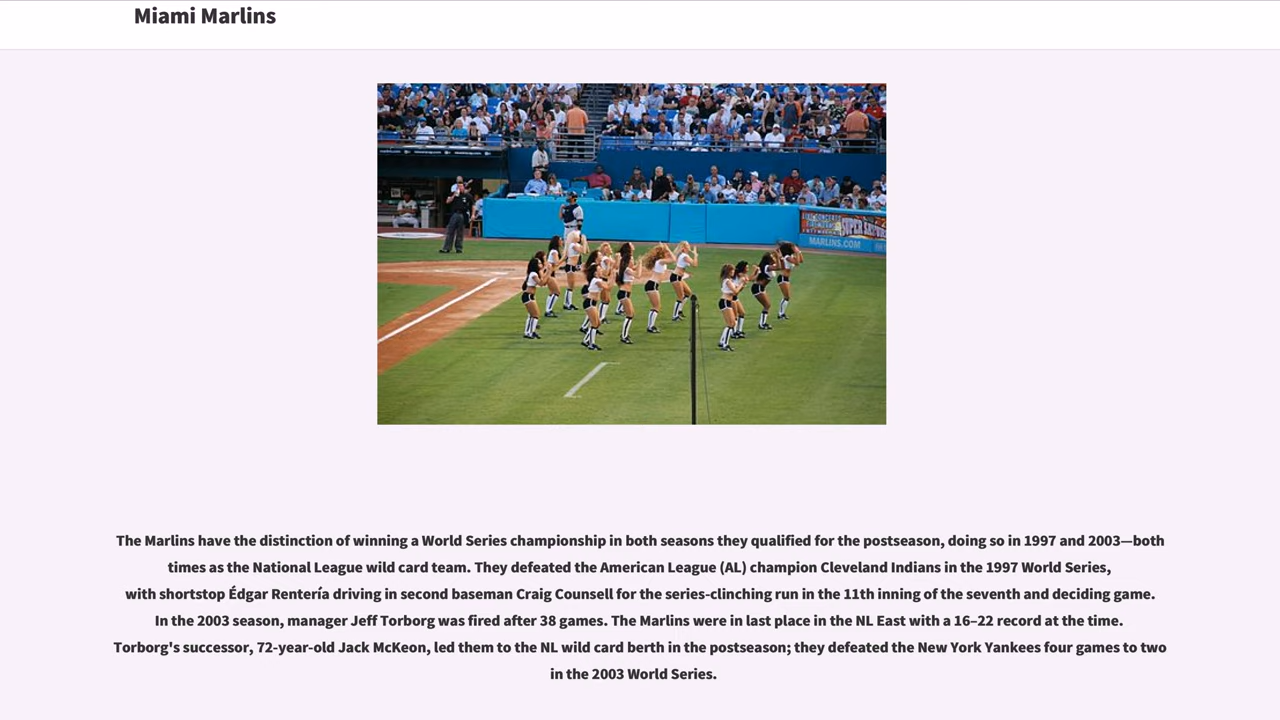 Miami Marlins
MARLINS.COM
The Marlins have the distinction of winning a World Series championship in both seasons they qualified for the postseason, doing so in 1997 and 2003—both
times as the National League wild card team. They defeated the American League (AL) champion Cleveland Indians in the 1997 World Series,
with shortstop Édgar Rentería driving in second baseman Craig Counsell for the series-clinching run in the 11th inning of the seventh and deciding game.
In the 2003 season, manager Jeff Torborg was fired after 38 games. The Marlins were in last place in the NL East with a 16–22 record at the time.
Torborg's successor, 72-year-old Jack McKeon, led them to the NL wild card berth in the postseason; they defeated the New York Yankees four games to two
in the 2003 World Series.